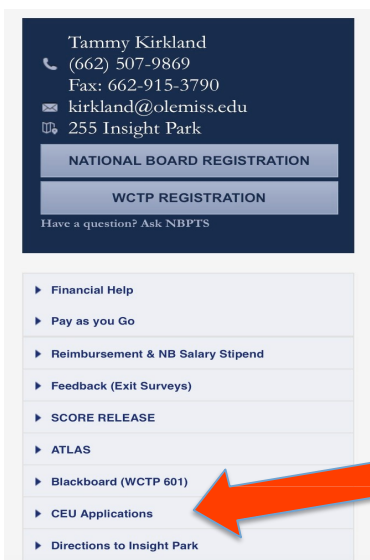 Tammy Kirkland
(662) 507-9869
Fax: 662-915-3790
kirkland@olemiss.edu
255 Insight Park
NATIONAL BOARD REGISTRATION
WCTP REGISTRATION
Have a question? Ask NBPTS
Financial Help
Pay as you Go
Reimbursement & NB Salary Stipend
Feedback (Exit Surveys)
SCORE RELEASE
ATLAS
Blackboard (WCTP 601)
CEU Applications
Directions to Insight Park